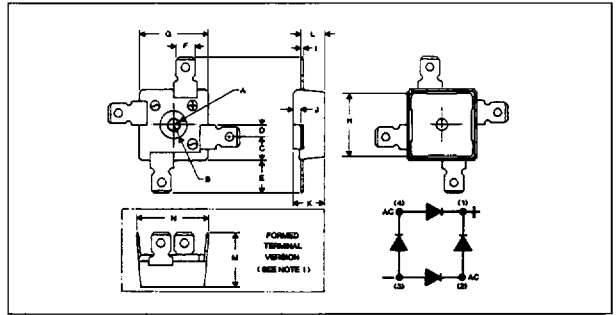 G
F
L
I
A
J
H
D
C
B
E
K
N
M
FORMED
TERMINAL
VERSION
(SEE NOTE 1)
(4)
(1)
AC
+
−
(3)
(2)
AC